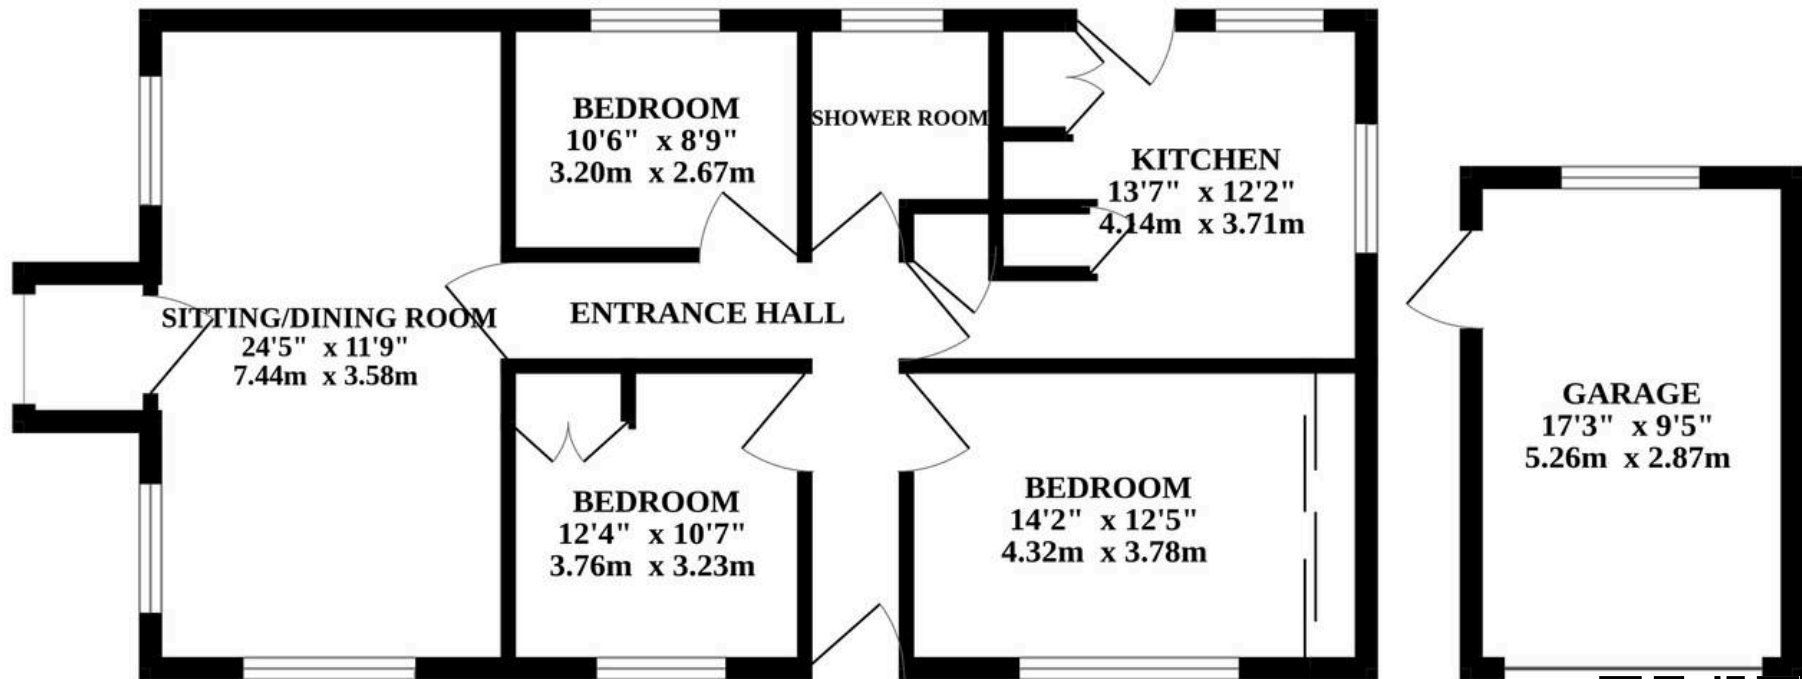 BEDROOM
10'6" x 8'9"
3.20m x 2.67m
SHOWER ROOM
KITCHEN
13'7" x 12'2"
4.14m x 3.71m
SITTING/DINING ROOM
24'5" x 11'9"
7.44m x 3.58m
ENTRANCE HALL
BEDROOM
12'4" x 10'7"
3.76m x 3.23m
BEDROOM
14'2" x 12'5"
4.32m x 3.78m
GARAGE
17'3" x 9'5"
5.26m x 2.87m